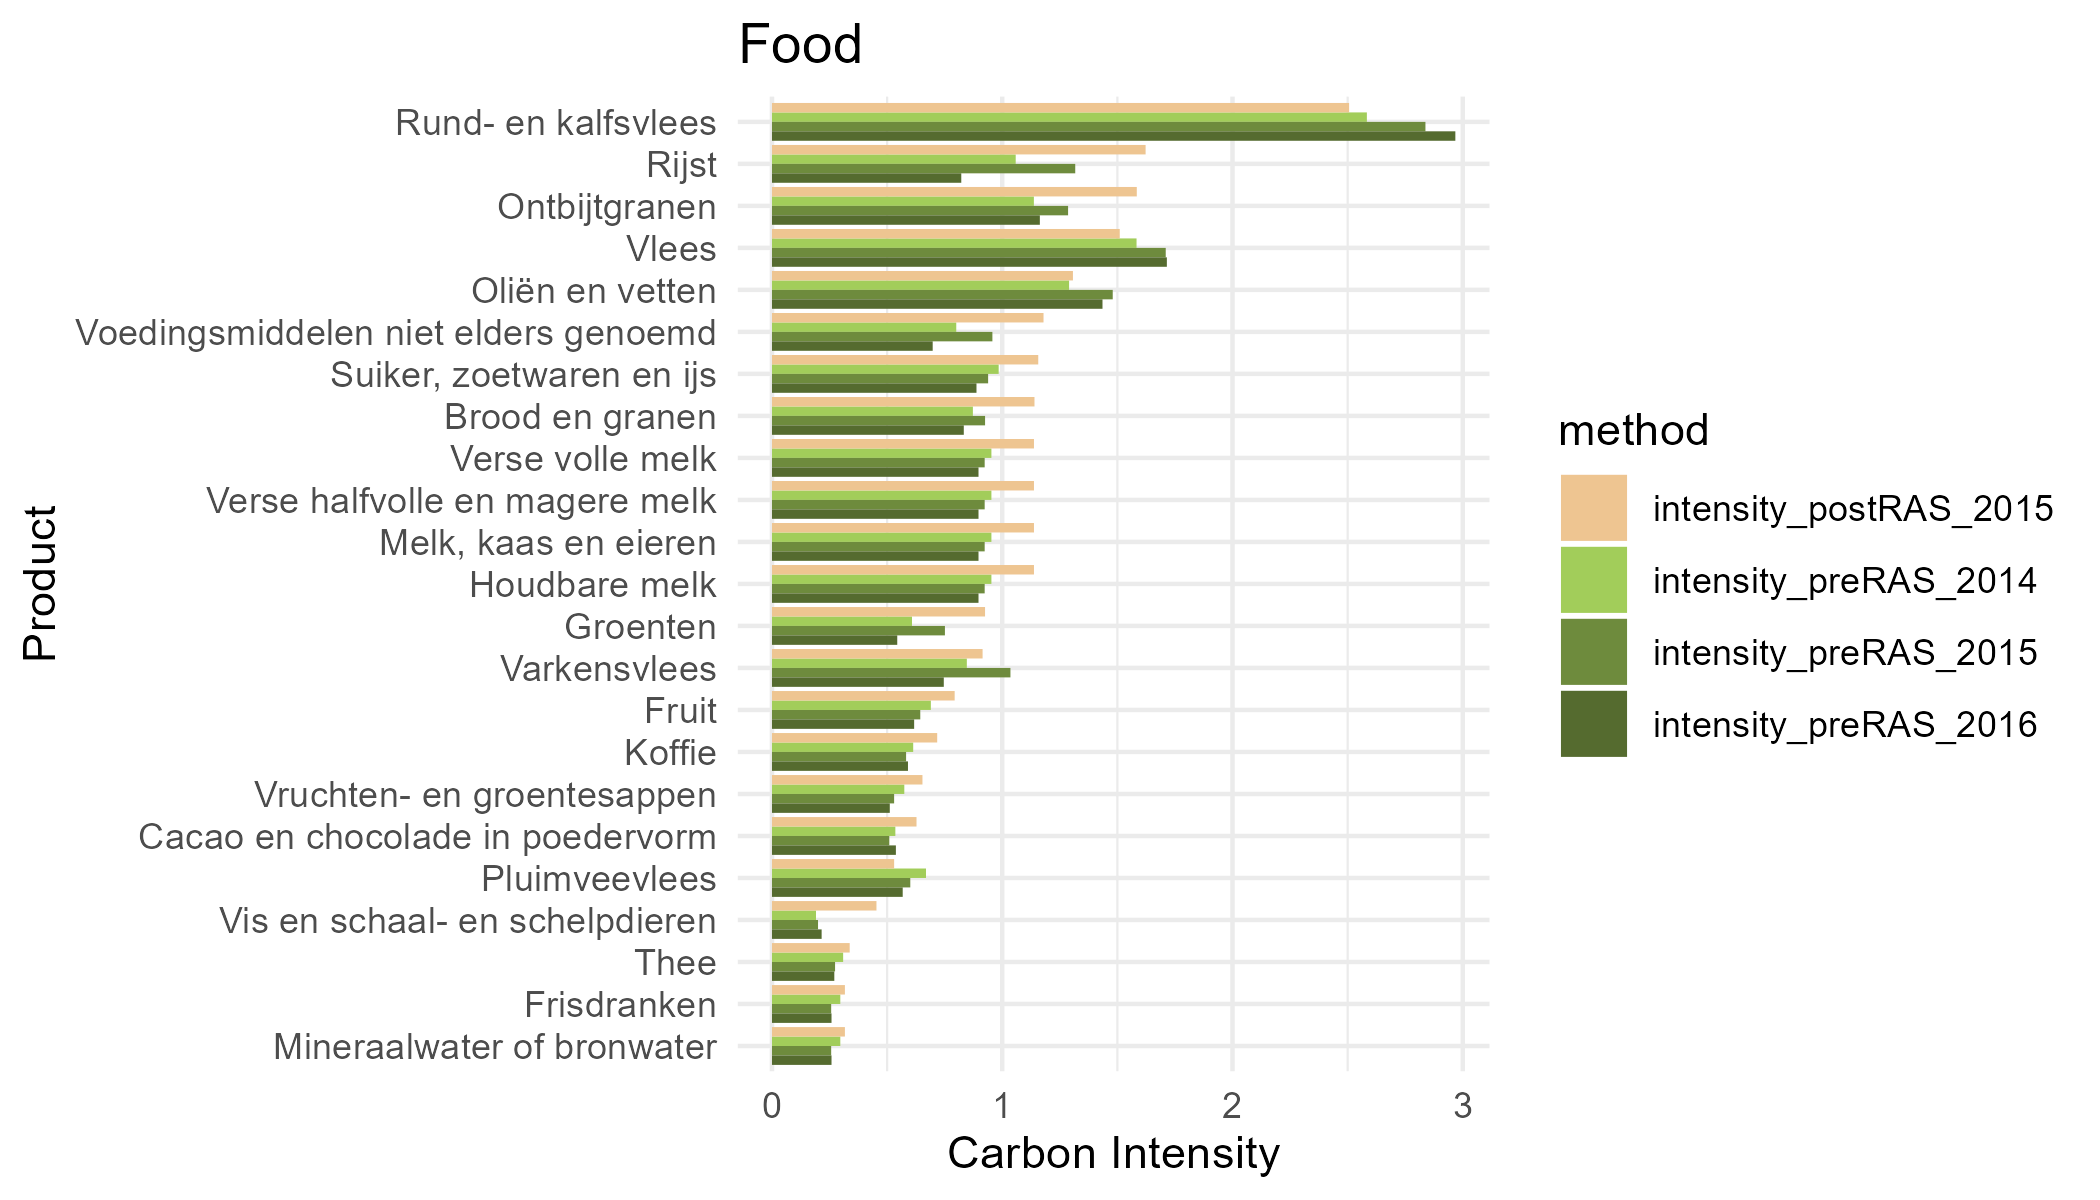 Food
Rund- en kalfsvlees
Rijst
Ontbijtgranen
Vlees
Oliën en vetten
Voedingsmiddelen niet elders genoemd
Suiker, zoetwaren en ijs
Brood en granen
Verse volle melk
Verse halfvolle en magere melk
Melk, kaas en eieren
Houdbare melk
Groenten
Varkensvlees
Fruit
Koffie
Vruchten- en groentesappen
Cacao en chocolade in poedervorm
Pluimveevlees
Vis en schaal- en schelpdieren
Thee
Frisdranken
Mineraalwater of bronwater
Product
0 1 2 3
Carbon Intensity
method
intensity_postRAS_2015
intensity_preRAS_2014
intensity_preRAS_2015
intensity_preRAS_2016